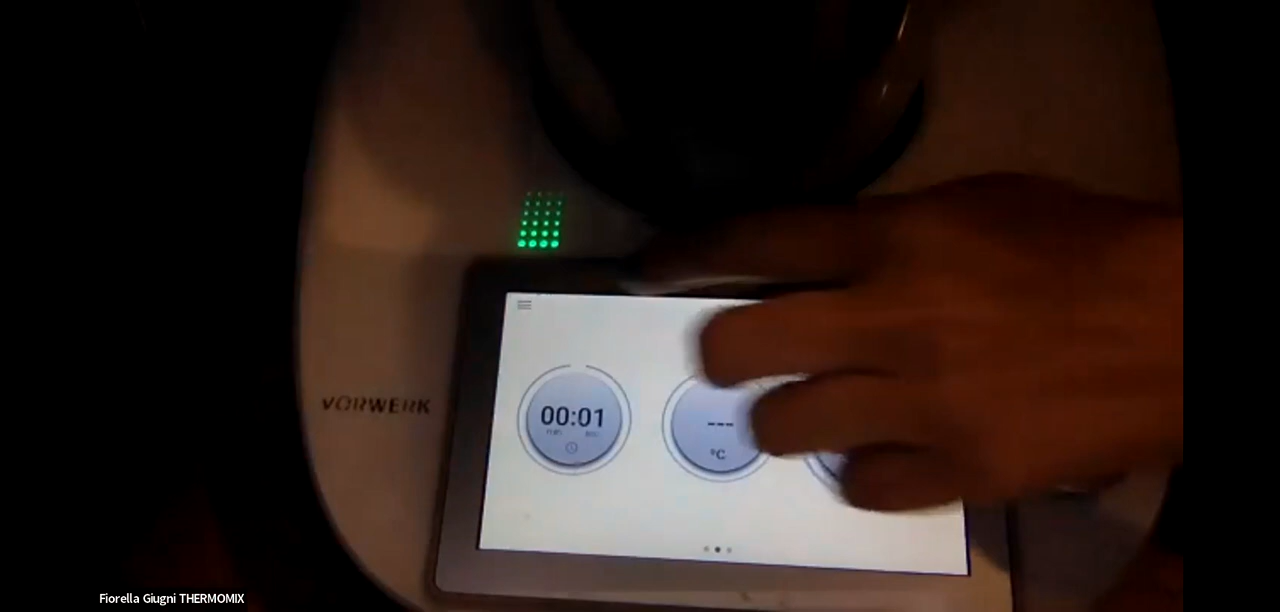 VORWERK
00:01
---
°C
Fiorella Giugni THERMOMIX